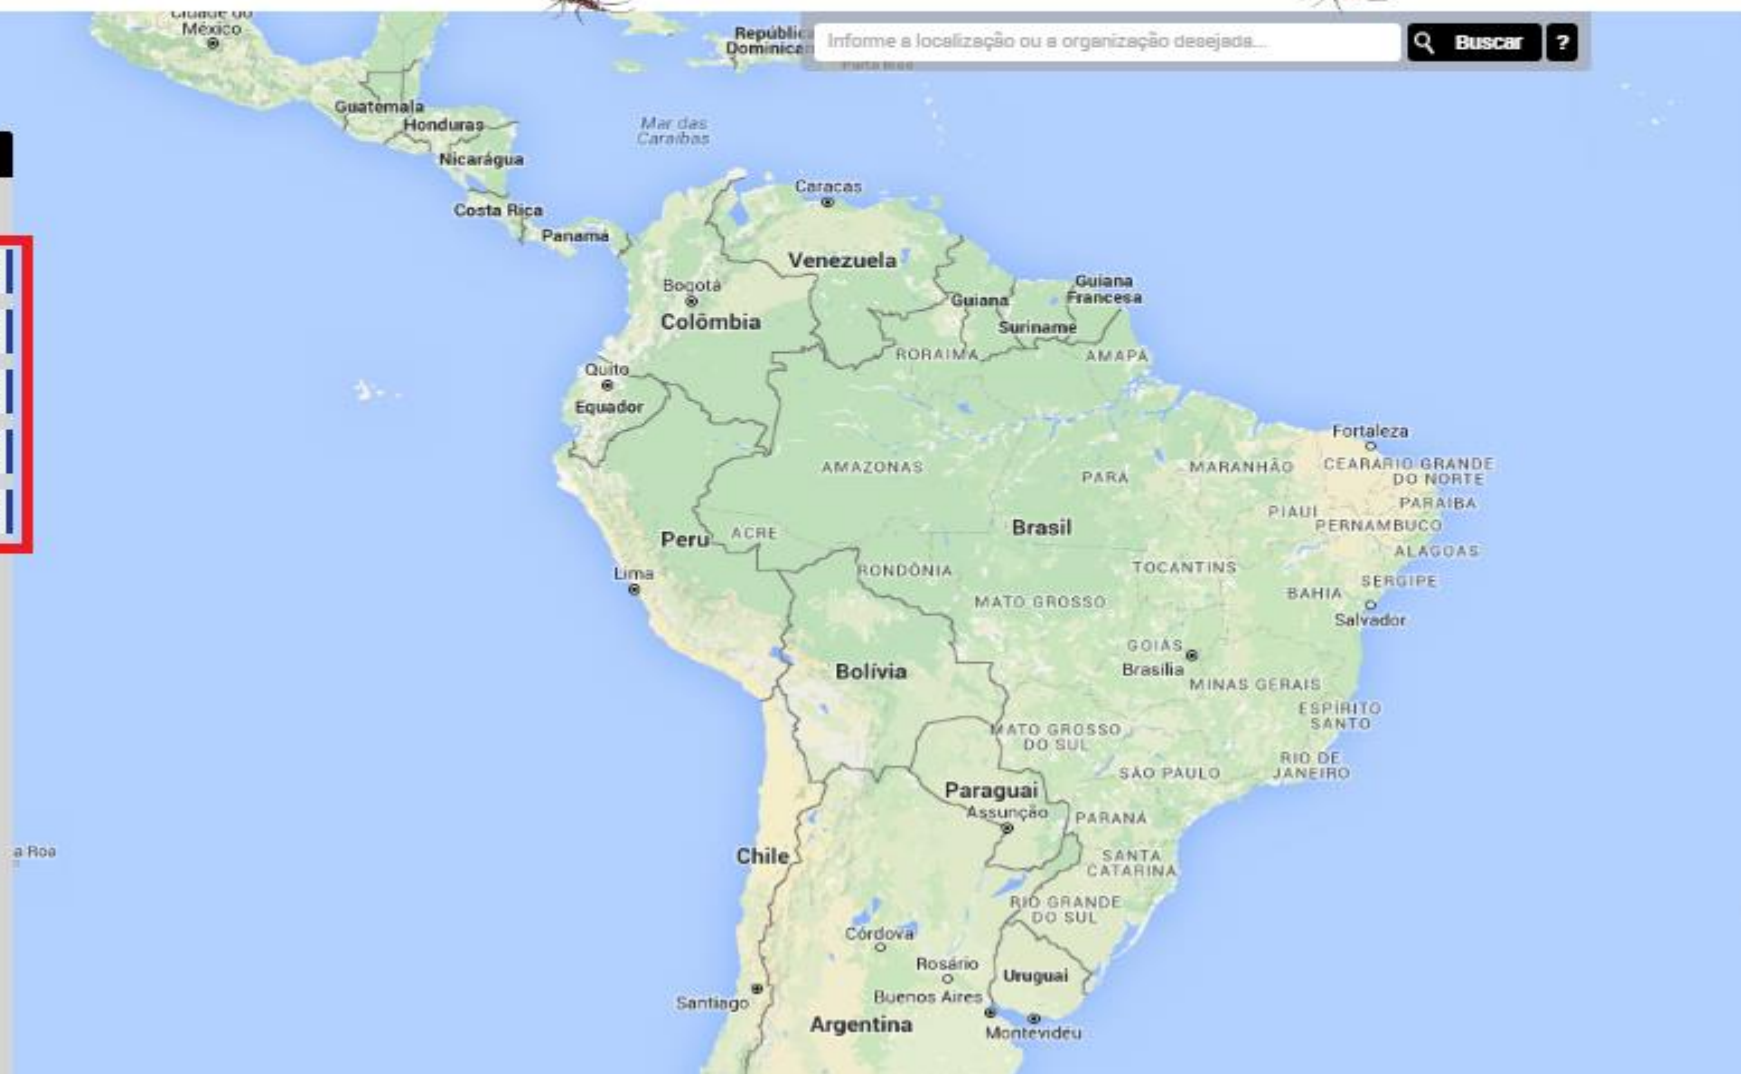 Cidade do
México
República
Dominicana
Informe a localização ou a organização desejada...
Buscar
?
Guatemala
Honduras
Mar das
Caraíbas
Nicarágua
Caracas
Costa Rica
Panamá
Venezuela
Bogotá
Guiana
Francesa
Guiana
Colômbia
Suriname
RORAIMA
AMAPÁ
Quito
Equador
Fortaleza
AMAZONAS
PARÁ
MARANHÃO
CEARÁ
RIO GRANDE
DO NORTE
PARAÍBA
PIAUÍ
PERNAMBUCO
Brasil
Peru
ACRE
ALAGOAS
RONDÔNIA
TOCANTINS
Lima
SERGIPE
BAHIA
MATO GROSSO
Salvador
GOIÁS
Brasília
Bolívia
MINAS GERAIS
ESPÍRITO
SANTO
MATO GROSSO
DO SUL
RIO DE
JANEIRO
SÃO PAULO
Paraguai
Assunção
PARANÁ
a Roa
Chile
SANTA
CATARINA
RIO GRANDE
DO SUL
Córdova
Rosário
Uruguai
Buenos Aires
Santiago
Argentina
Montevidéu